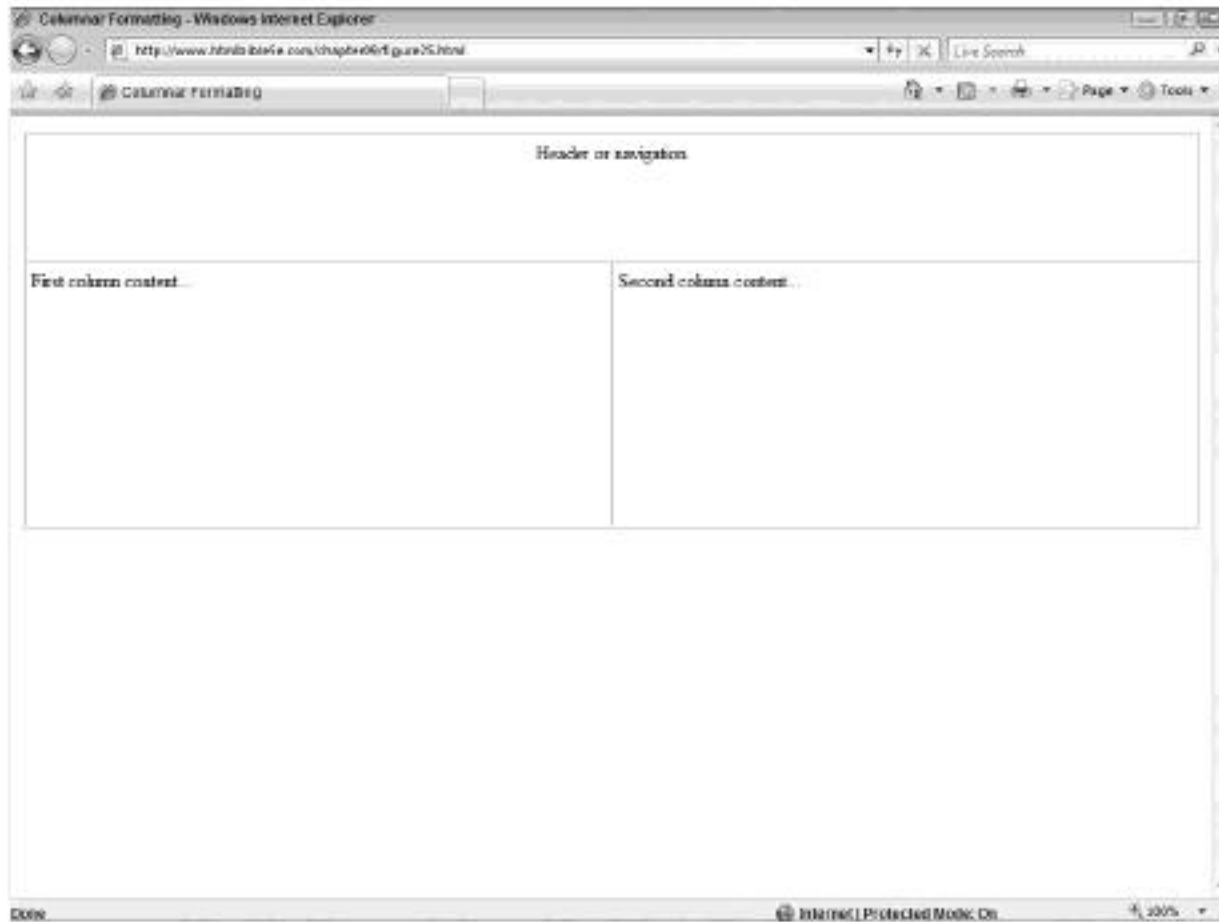 Columnar Formatting - Windows Internet Explorer
Live Search
Columnar Formatting
Page
Tools
Header or navigation
First column content...
Second column content...
Done
Internet | Protected Mode: On
100%